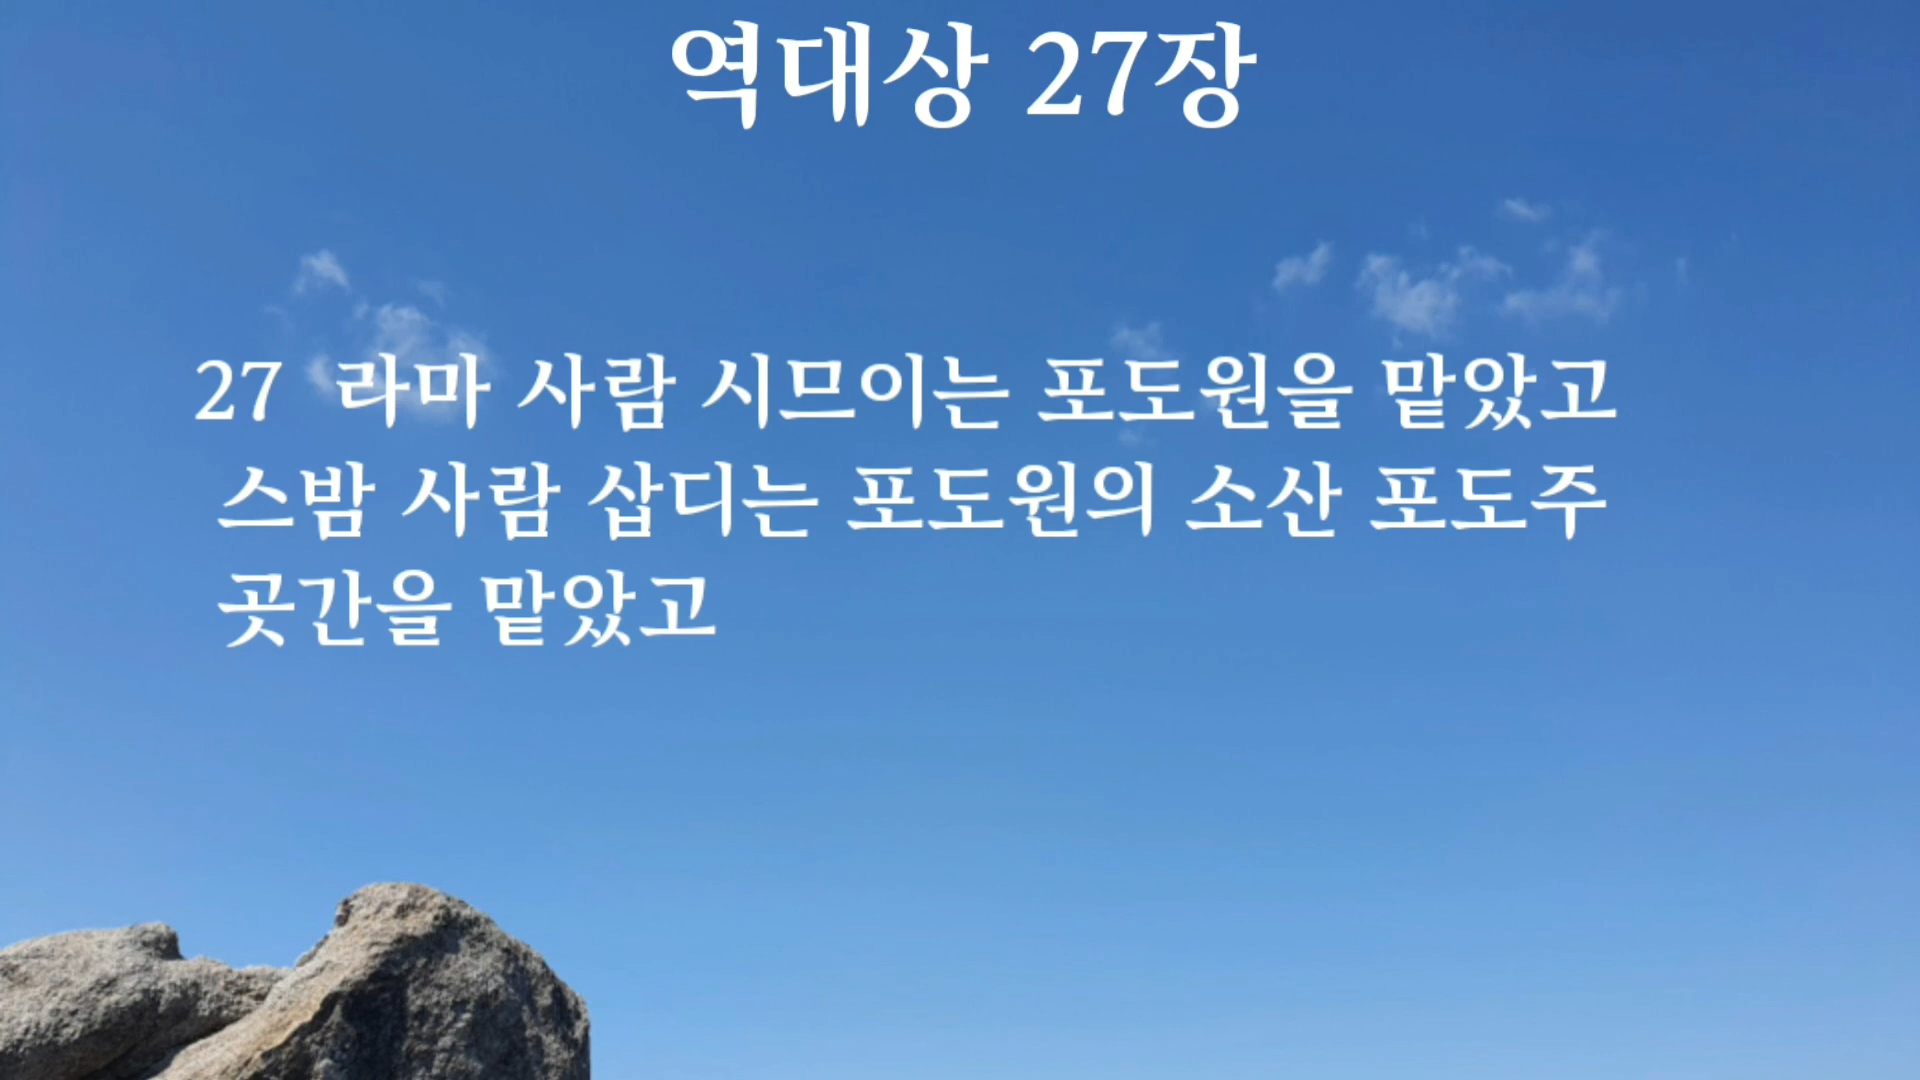 역대상 27장
27 라마 사람 시므이는 포도원을 맡았고
스밤 사람 삽디는 포도원의 소산 포도주
곳간을 맡았고